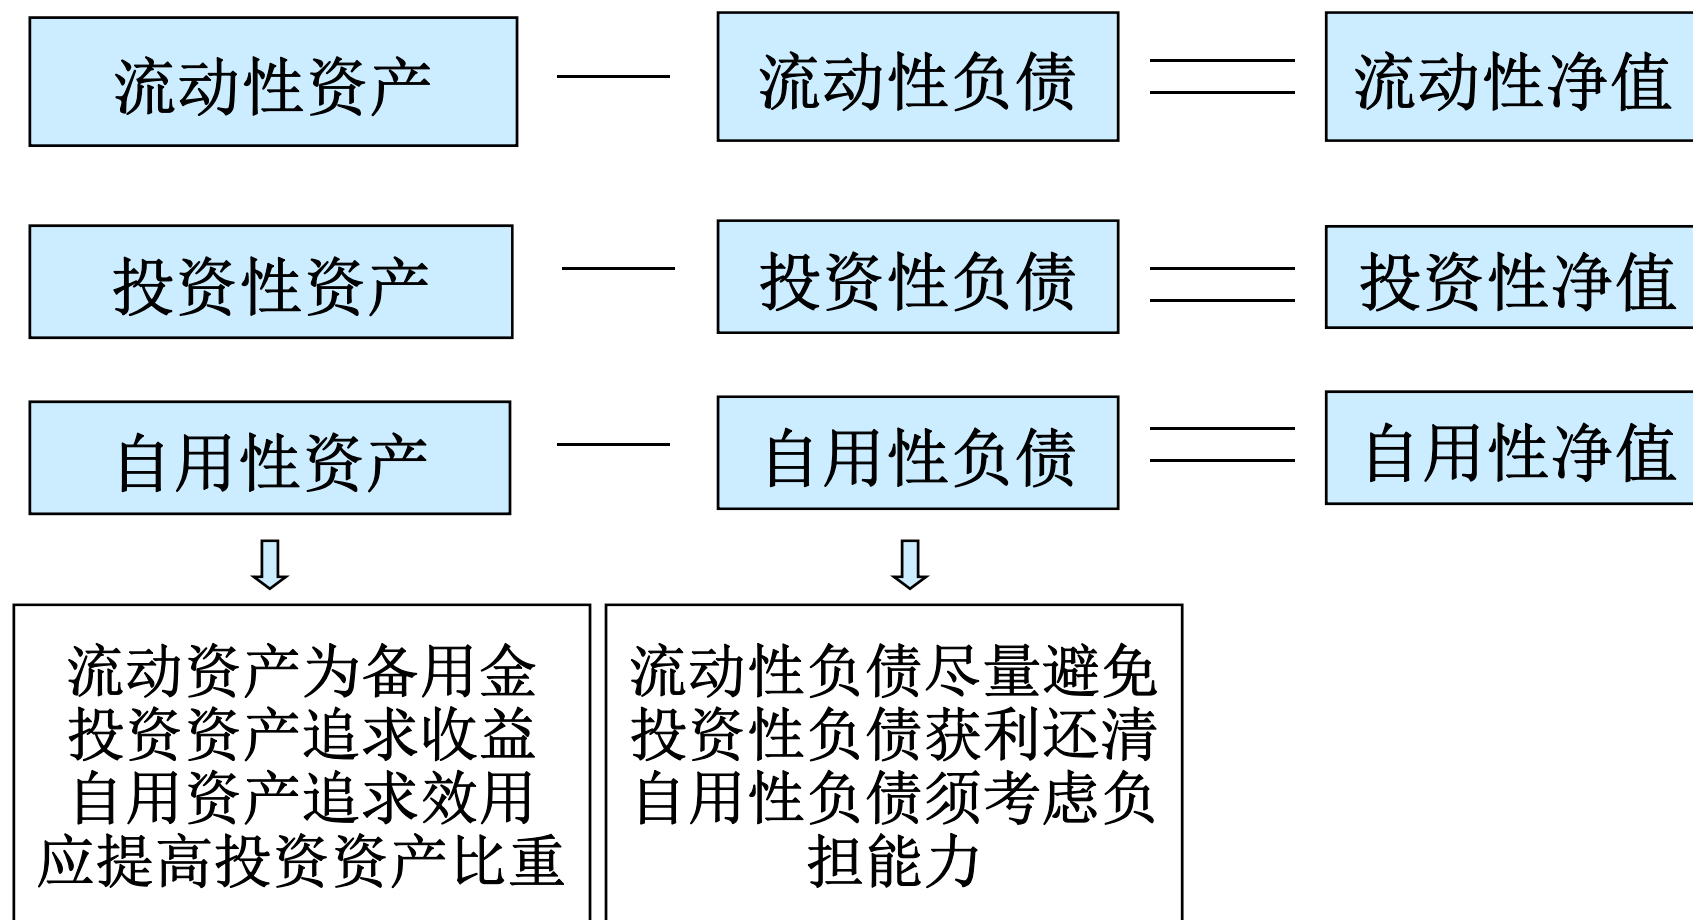 流动性资产 — 流动性负债 = 流动性净值
投资性资产 — 投资性负债 = 投资性净值
自用性资产 — 自用性负债 = 自用性净值
流动资产为备用金
投资资产追求收益
自用资产追求效用
应提高投资资产比重
流动性负债尽量避免
投资性负债获利还清
自用性负债须考虑负
担能力